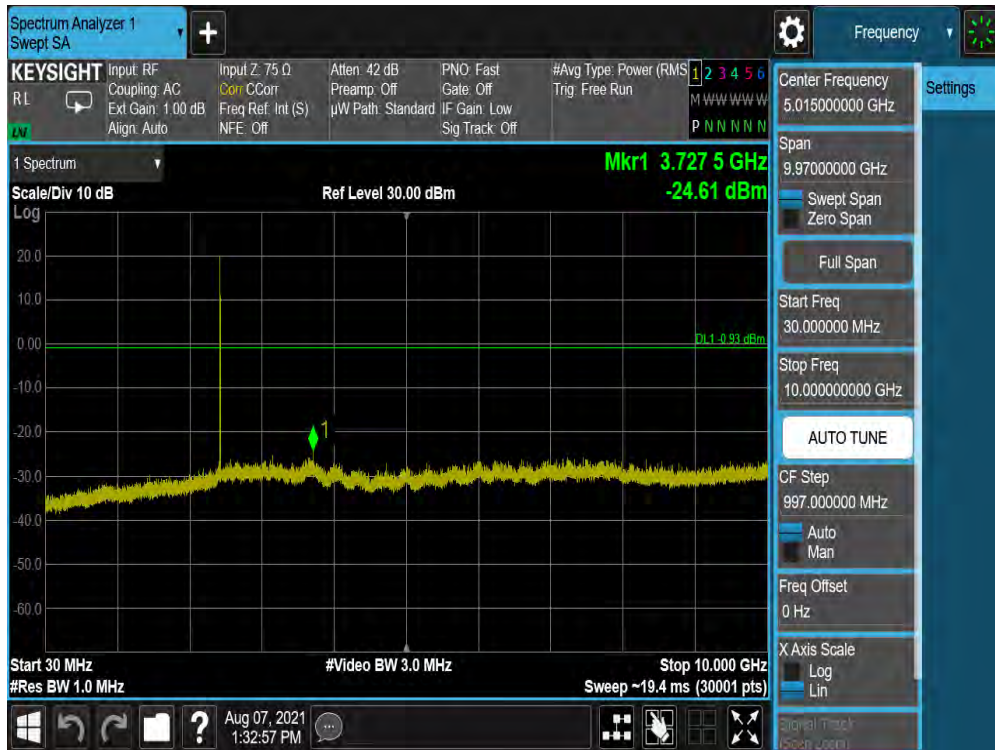 Spectrum Analyzer 1
Swept SA
Frequency
KEYSIGHT
RL
LXI
Input: RF
Coupling: AC
Ext Gain: 1.00 dB
Align: Auto
Input Z: 75 Ω
Corr CCorr
Freq Ref: Int (S)
NFE: Off
Atten: 42 dB
Preamp: Off
µW Path: Standard
PNO: Fast
Gate: Off
IF Gain: Low
Sig Track: Off
#Avg Type: Power (RMS
Trig: Free Run
1 2 3 4 5 6
M W W W W W
P N N N N N
Center Frequency
5.015000000 GHz
Settings
Span
9.97000000 GHz
Swept Span
Zero Span
Full Span
Start Freq
30.000000 MHz
Stop Freq
10.000000000 GHz
AUTO TUNE
CF Step
997.000000 MHz
Auto
Man
Freq Offset
0 Hz
X Axis Scale
Log
Lin
Signal Track
(Span Zoom)
1 Spectrum
Mkr1 3.727 5 GHz
-24.61 dBm
Scale/Div 10 dB
Ref Level 30.00 dBm
Log
20.0
10.0
0.00
DL1 -0.93 dBm
-10.0
-20.0
1
-30.0
-40.0
-50.0
-60.0
Start 30 MHz
#Video BW 3.0 MHz
Stop 10.000 GHz
#Res BW 1.0 MHz
Sweep ~19.4 ms (30001 pts)
?
Aug 07, 2021
1:32:57 PM